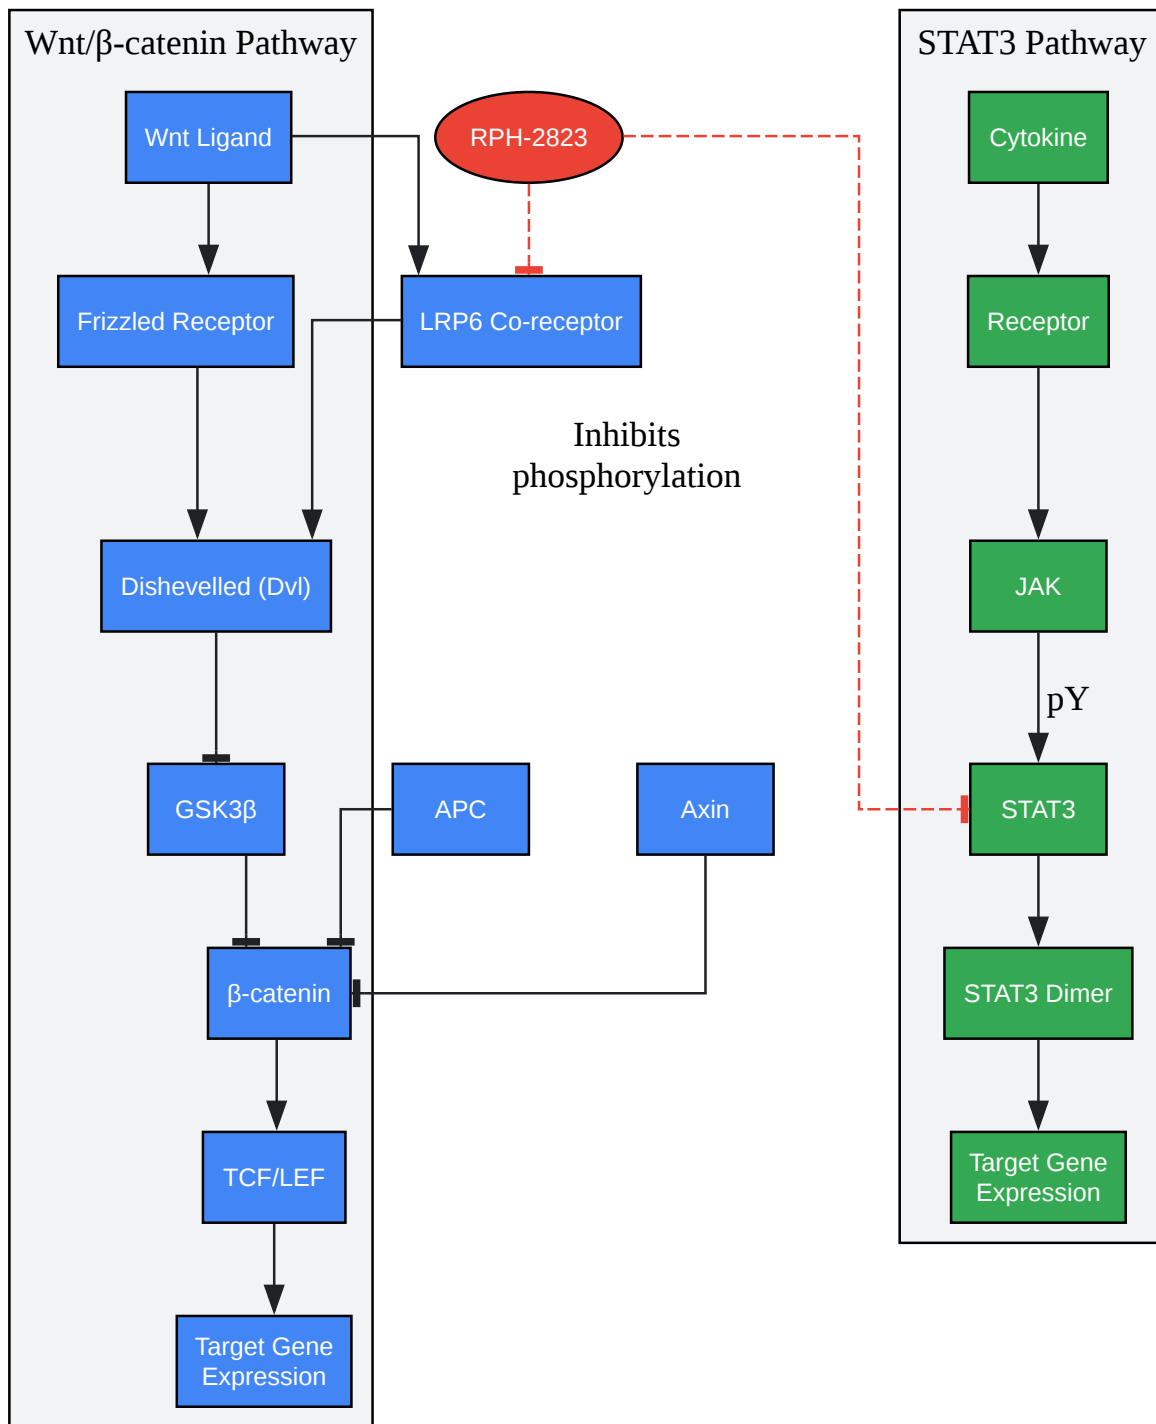 Wnt/β-catenin Pathway
STAT3 Pathway
Wnt Ligand
RPH-2823
Cytokine
Frizzled Receptor
LRP6 Co-receptor
Receptor
Inhibits
phosphorylation
Dishevelled (Dvl)
JAK
pY
GSK3β
APC
Axin
STAT3
β-catenin
STAT3 Dimer
TCF/LEF
Target Gene
Expression
Target Gene
Expression